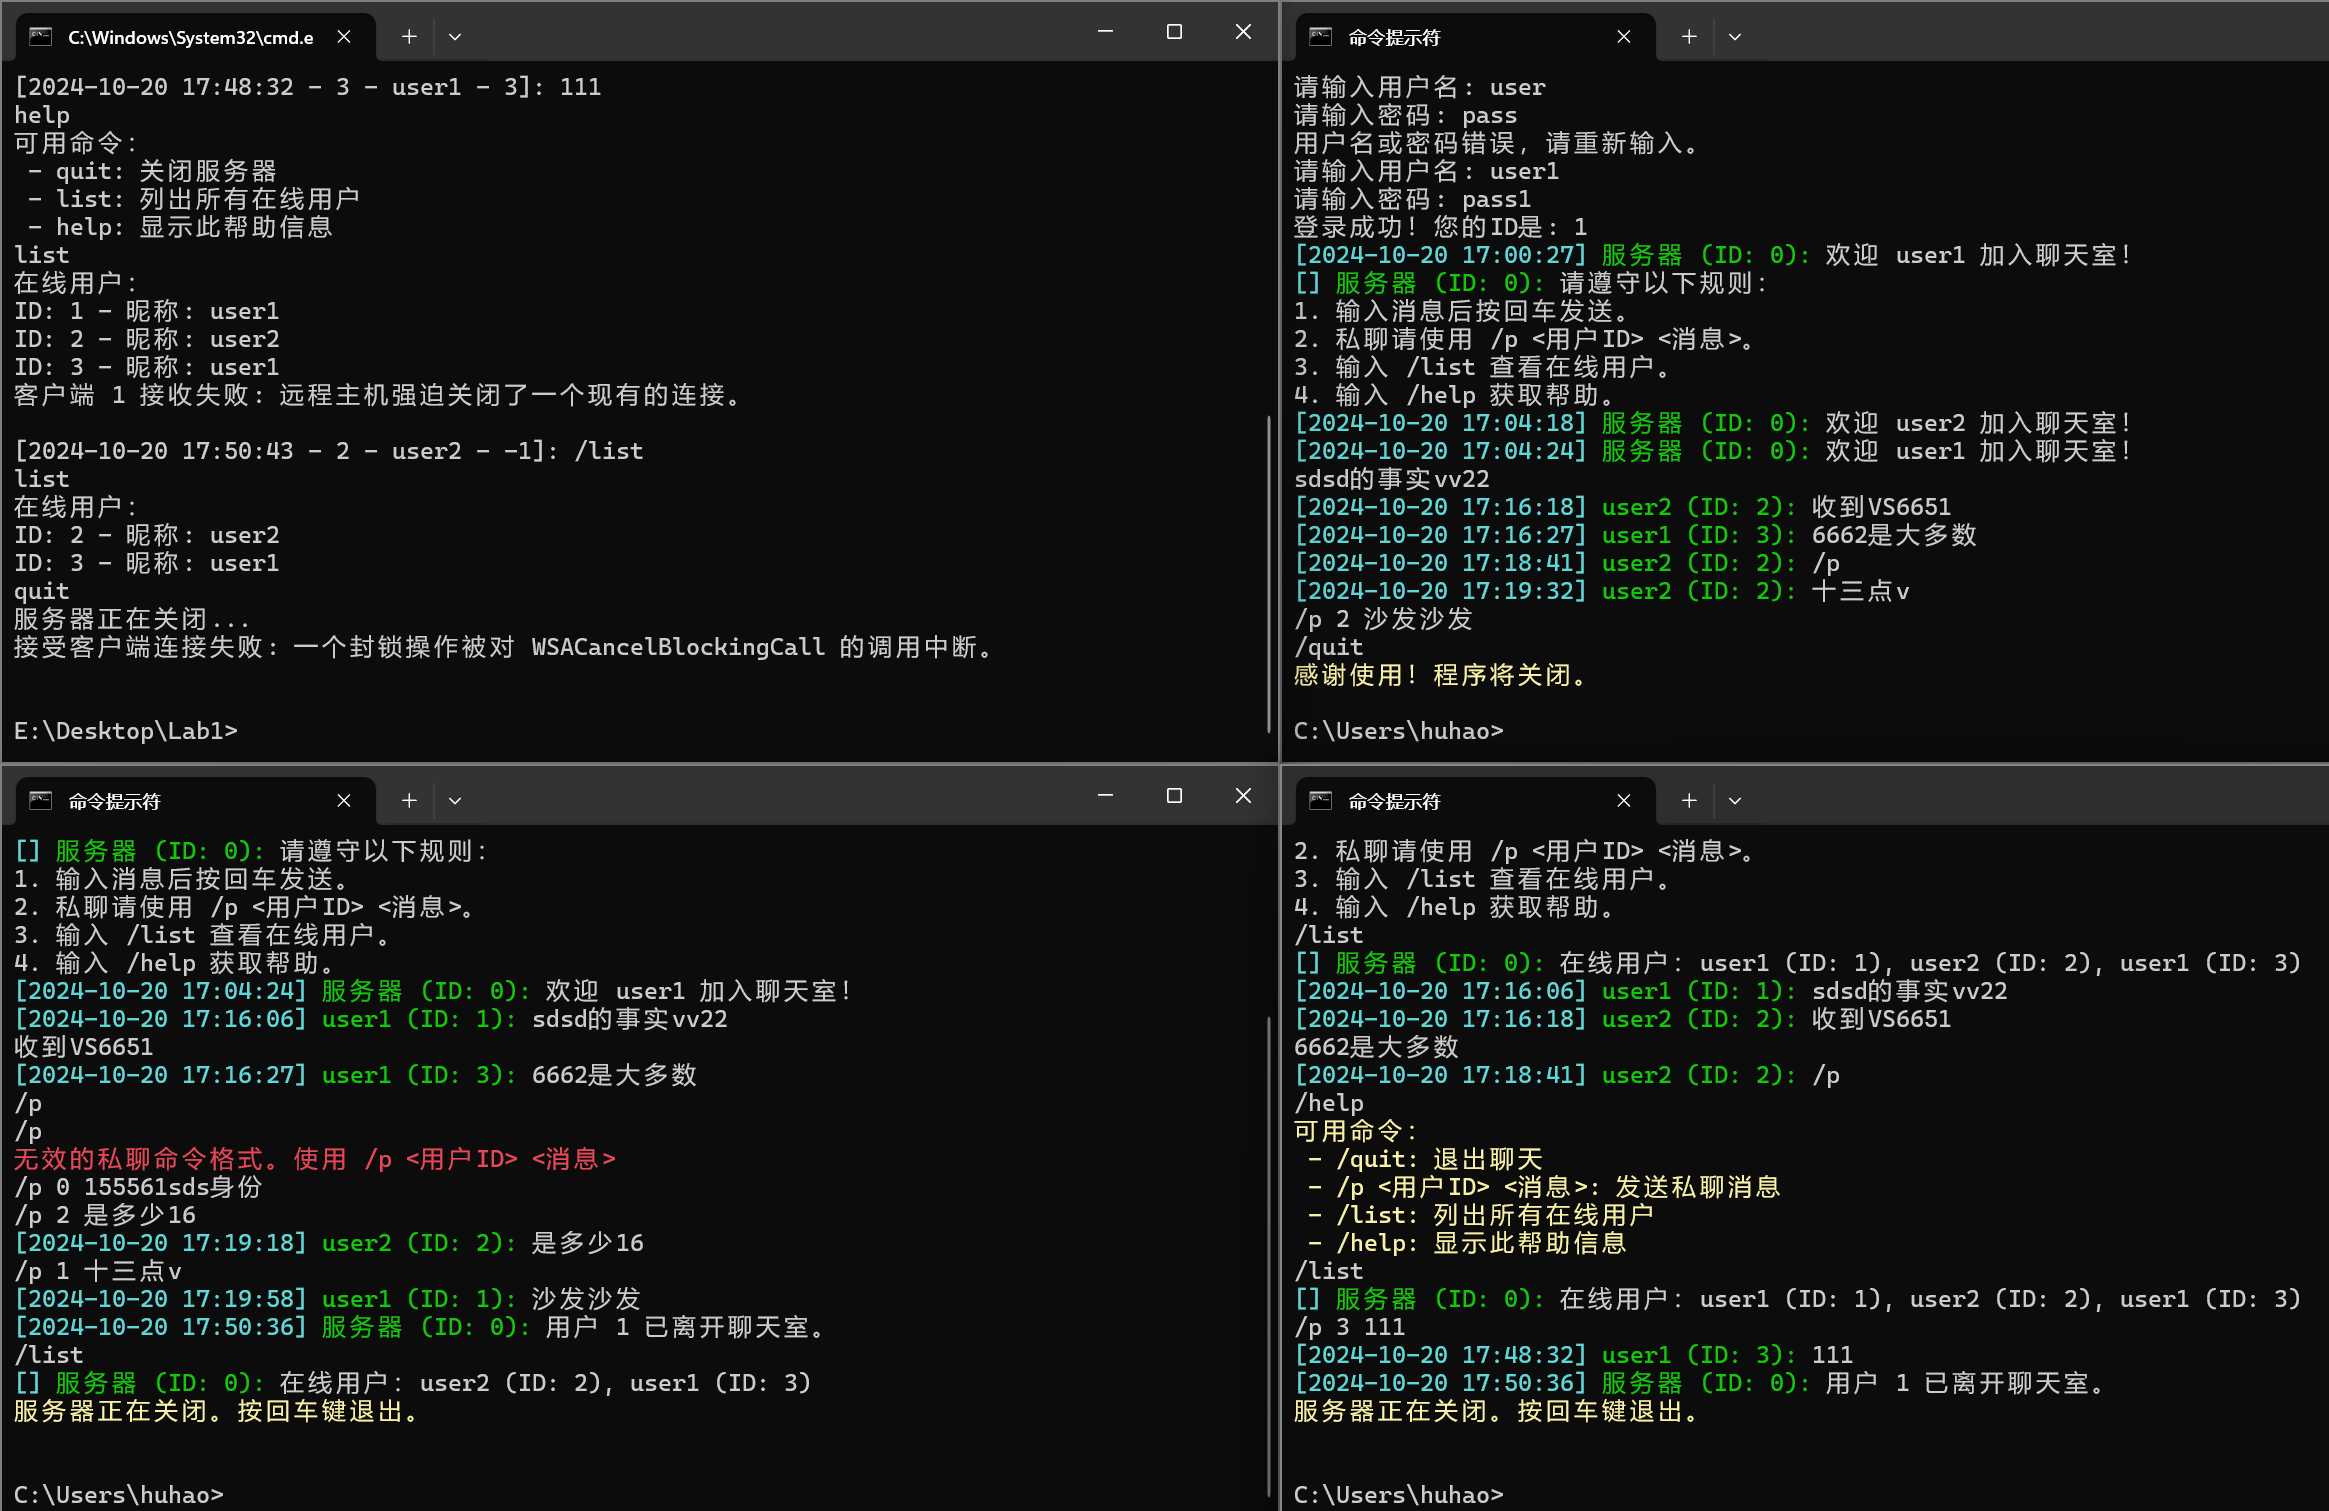 C:\Windows\System32\cmd.e
[2024-10-20 17:48:32 - 3 - user1 - 3]: 111
help
可用命令:
 - quit: 关闭服务器
 - list: 列出所有在线用户
 - help: 显示此帮助信息
list
在线用户:
ID: 1 - 昵称: user1
ID: 2 - 昵称: user2
ID: 3 - 昵称: user1
客户端 1 接收失败: 远程主机强迫关闭了一个现有的连接。
[2024-10-20 17:50:43 - 2 - user2 - -1]: /list
list
在线用户:
ID: 2 - 昵称: user2
ID: 3 - 昵称: user1
quit
服务器正在关闭...
接受客户端连接失败: 一个封锁操作被对 WSACancelBlockingCall 的调用中断。
E:\Desktop\Lab1>
命令提示符
请输入用户名: user
请输入密码: pass
用户名或密码错误，请重新输入。
请输入用户名: user1
请输入密码: pass1
登录成功! 您的ID是: 1
[2024-10-20 17:00:27] 服务器 (ID: 0): 欢迎 user1 加入聊天室!
[] 服务器 (ID: 0): 请遵守以下规则:
1. 输入消息后按回车发送。
2. 私聊请使用 /p <用户ID> <消息>。
3. 输入 /list 查看在线用户。
4. 输入 /help 获取帮助。
[2024-10-20 17:04:18] 服务器 (ID: 0): 欢迎 user2 加入聊天室!
[2024-10-20 17:04:24] 服务器 (ID: 0): 欢迎 user1 加入聊天室!
sdsd的事实vv22
[2024-10-20 17:16:18] user2 (ID: 2): 收到VS6651
[2024-10-20 17:16:27] user1 (ID: 3): 6662是大多数
[2024-10-20 17:18:41] user2 (ID: 2): /p
[2024-10-20 17:19:32] user2 (ID: 2): 十三点v
/p 2 沙发沙发
/quit
感谢使用! 程序将关闭。
C:\Users\huhao>
命令提示符
[] 服务器 (ID: 0): 请遵守以下规则:
1. 输入消息后按回车发送。
2. 私聊请使用 /p <用户ID> <消息>。
3. 输入 /list 查看在线用户。
4. 输入 /help 获取帮助。
[2024-10-20 17:04:24] 服务器 (ID: 0): 欢迎 user1 加入聊天室!
[2024-10-20 17:16:06] user1 (ID: 1): sdsd的事实vv22
收到VS6651
[2024-10-20 17:16:27] user1 (ID: 3): 6662是大多数
/p
/p
无效的私聊命令格式。使用 /p <用户ID> <消息>
/p 0 155561sds身份
/p 2 是多少16
[2024-10-20 17:19:18] user2 (ID: 2): 是多少16
/p 1 十三点v
[2024-10-20 17:19:58] user1 (ID: 1): 沙发沙发
[2024-10-20 17:50:36] 服务器 (ID: 0): 用户 1 已离开聊天室。
/list
[] 服务器 (ID: 0): 在线用户: user2 (ID: 2), user1 (ID: 3)
服务器正在关闭。按回车键退出。
C:\Users\huhao>
命令提示符
2. 私聊请使用 /p <用户ID> <消息>。
3. 输入 /list 查看在线用户。
4. 输入 /help 获取帮助。
/list
[] 服务器 (ID: 0): 在线用户: user1 (ID: 1), user2 (ID: 2), user1 (ID: 3)
[2024-10-20 17:16:06] user1 (ID: 1): sdsd的事实vv22
[2024-10-20 17:16:18] user2 (ID: 2): 收到VS6651
6662是大多数
[2024-10-20 17:18:41] user2 (ID: 2): /p
/help
可用命令:
 - /quit: 退出聊天
 - /p <用户ID> <消息>: 发送私聊消息
 - /list: 列出所有在线用户
 - /help: 显示此帮助信息
/list
[] 服务器 (ID: 0): 在线用户: user1 (ID: 1), user2 (ID: 2), user1 (ID: 3)
/p 3 111
[2024-10-20 17:48:32] user1 (ID: 3): 111
[2024-10-20 17:50:36] 服务器 (ID: 0): 用户 1 已离开聊天室。
服务器正在关闭。按回车键退出。
C:\Users\huhao>